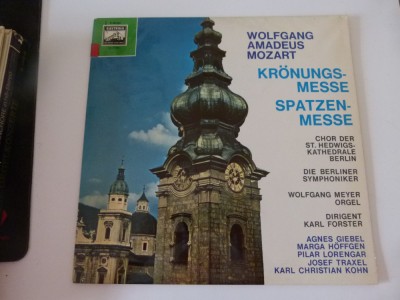 WOLFGANG
AMADEUS
MOZART
KRÖNUNGS-
MESSE
SPATZEN-
MESSE
CHOR DER
ST. HEDWIGS-
KATHEDRALE
BERLIN
DIE BERLINER
SYMPHONIKER
WOLFGANG MEYER
ORGEL
DIRIGENT
KARL FORSTER
AGNES GIEBEL
MARGA HÖFFGEN
PILAR LORENGAR
JOSEF TRAXEL
KARL CHRISTIAN KOHN